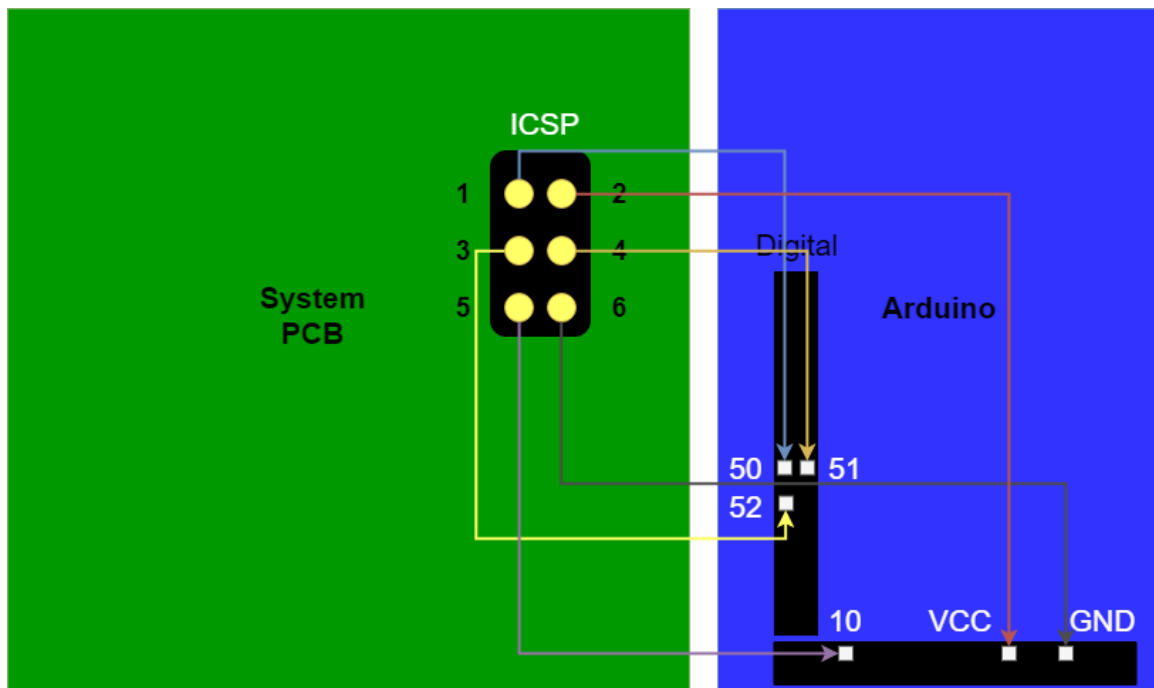 ICSP
1
2
3
4
5
6
System
PCB
Digital
Arduino
50
51
52
10
VCC
GND